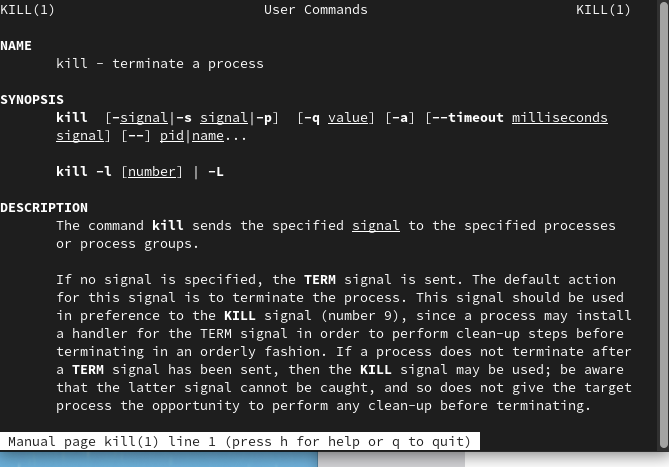 KILL(1) User Commands KILL(1)
NAME
kill - terminate a process
SYNOPSIS
kill [-signal|-s signal|-p] [-q value] [-a] [--timeout milliseconds
signal] [--] pid|name...
kill -l [number] | -L
DESCRIPTION
The command kill sends the specified signal to the specified processes
or process groups.
If no signal is specified, the TERM signal is sent. The default action
for this signal is to terminate the process. This signal should be used
in preference to the KILL signal (number 9), since a process may install
a handler for the TERM signal in order to perform clean-up steps before
terminating in an orderly fashion. If a process does not terminate after
a TERM signal has been sent, then the KILL signal may be used; be aware
that the latter signal cannot be caught, and so does not give the target
process the opportunity to perform any clean-up before terminating.
Manual page kill(1) line 1 (press h for help or q to quit)